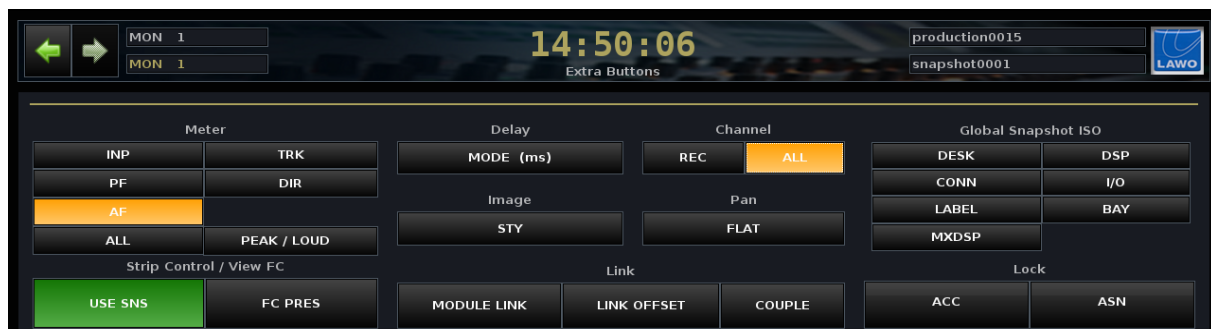 MON 1
MON 1
14:50:06
Extra Buttons
production0015
snapshot0001
LAWO
Meter
INP TRK
PF DIR
AF
ALL PEAK / LOUD
Delay
MODE (ms)
Channel
REC ALL
Image
STY
Pan
FLAT
Global Snapshot ISO
DESK DSP
CONN I/O
LABEL BAY
MXDSP
Strip Control / View FC
USE SNS FC PRES
Link
MODULE LINK LINK OFFSET COUPLE
Lock
ACC ASN